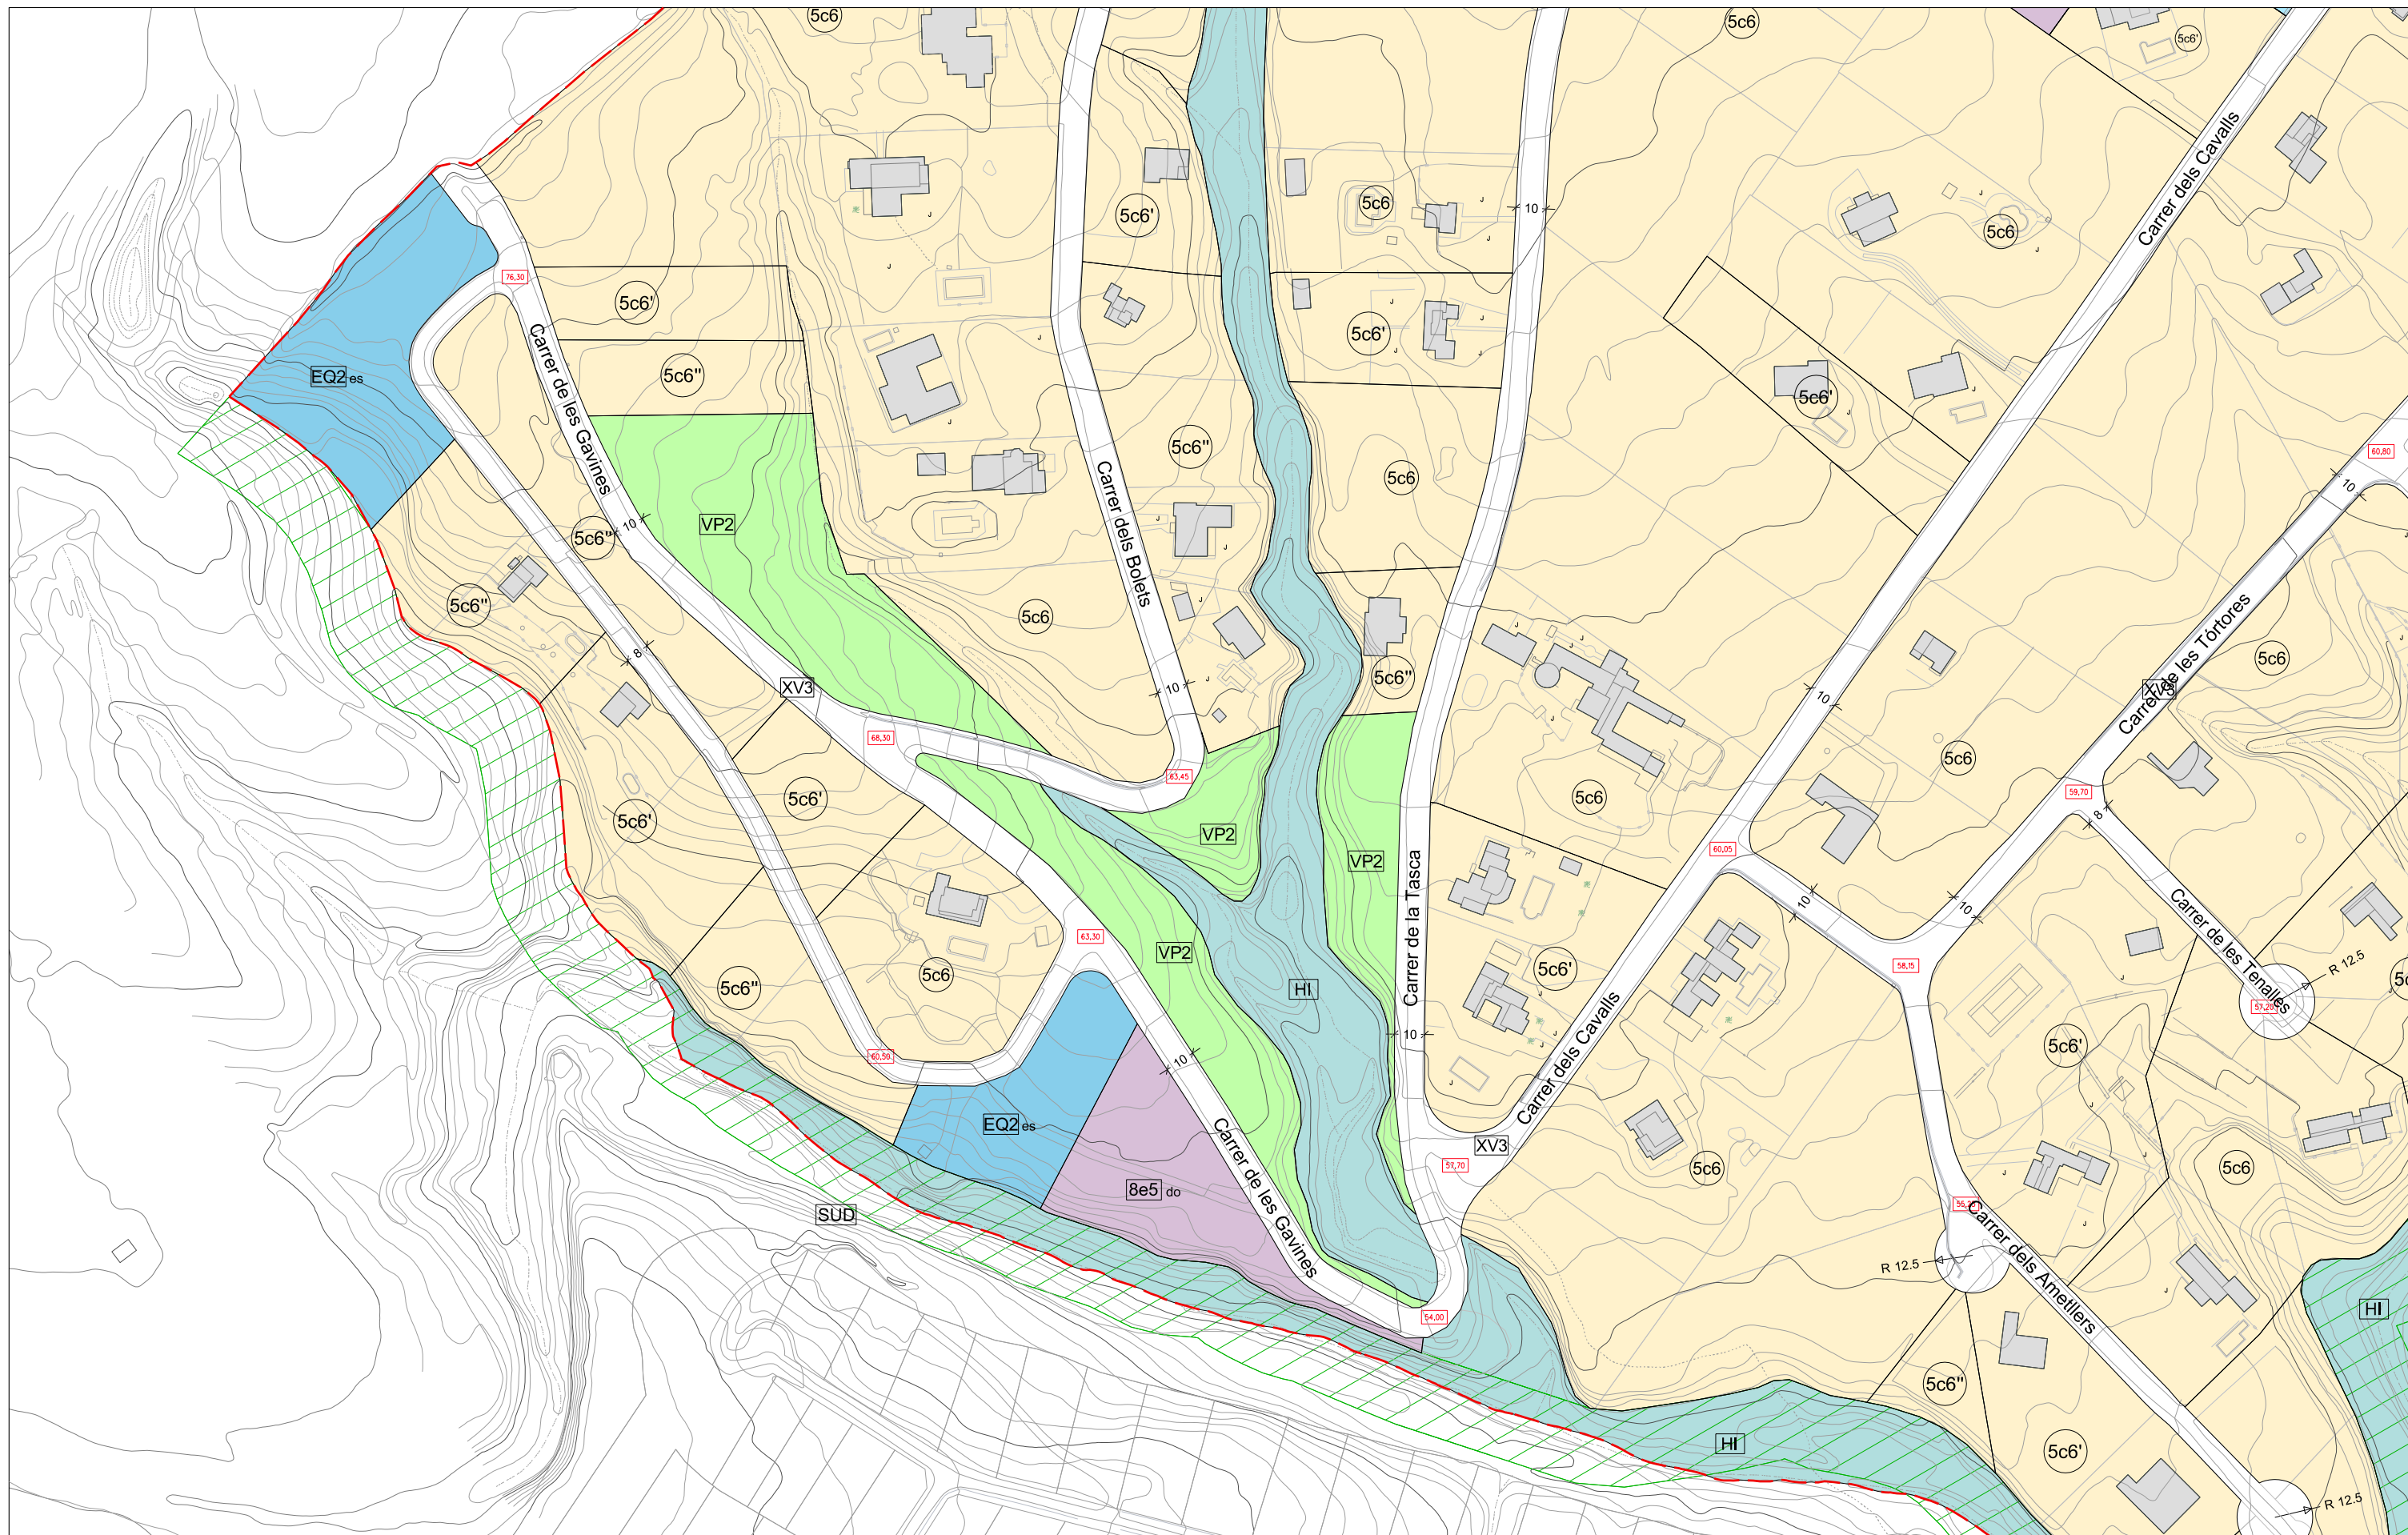 5c6
5c6
5c6'
Carrer dels Cavalls
5c6'
5c6
10
5c6
76,30
5c6'
5c6'
Carrer de les Gavines
EQ2 es
5c6"
5c6'
5c6"
60,80
5c6
10
Carrer dels Bolets
10
VP2
5c6"
5c6"
5c6
Carrer de les Tórtores
5c6
8
5c6"
10
XV3
XV3
10
68,30
63,45
5c6
5c6'
5c6
59,70
5c6'
VP2
8
60,05
VP2
Carrer de la Tasca
10
10
Carrer de les Tenalles
63,30
VP2
5c6
5c6'
58,15
R 12.5
5c6"
HI
57,20
Carrer dels Cavalls
10
5c6'
60,50
10
EQ2 es
Carrer de les Gavines
XV3
57,70
5c6
5c6
8e5 do
SUD
Carrer dels Ametllers
R 12.5
HI
54,00
5c6"
HI
5c6'
R 12.5